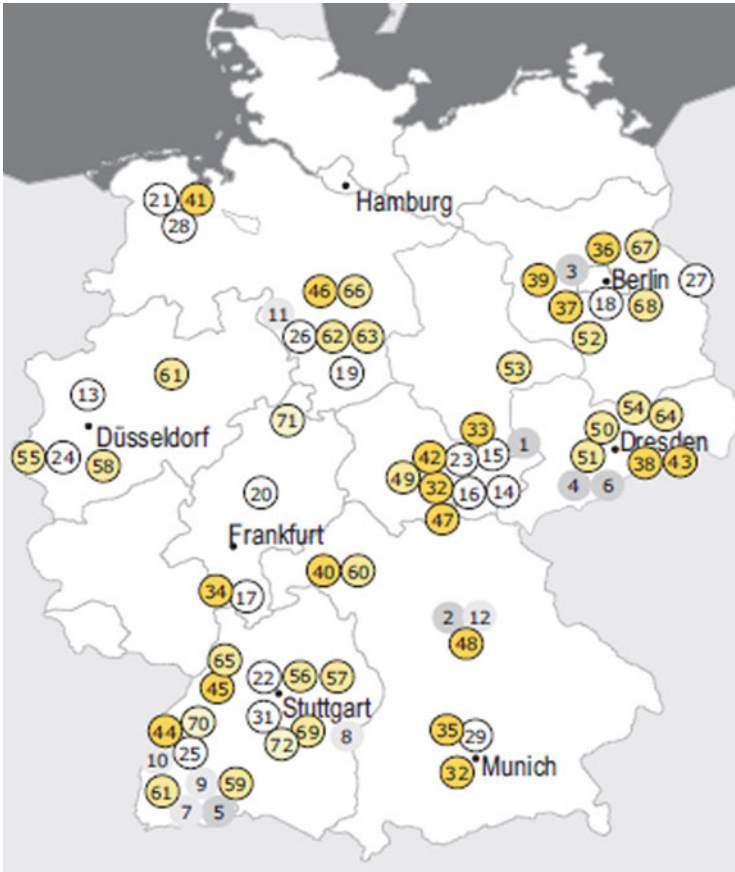 21 41
28
Hamburg
36 67
39 3 Berlin 27
37 18 68
52
46 66
11
26 62 63
19
61
13
Düsseldorf
55 24 58
71
53
54 64
50
Dresden
51 38 43
4 6
33
42 23 15 1
49 32 16 14
47
20
Frankfurt
34 17
40 60
2 12
48
65
45
22 56 57
Stuttgart
31 69 8
72
44 70
10 25
9 59
61
7 5
35 29
Munich
32